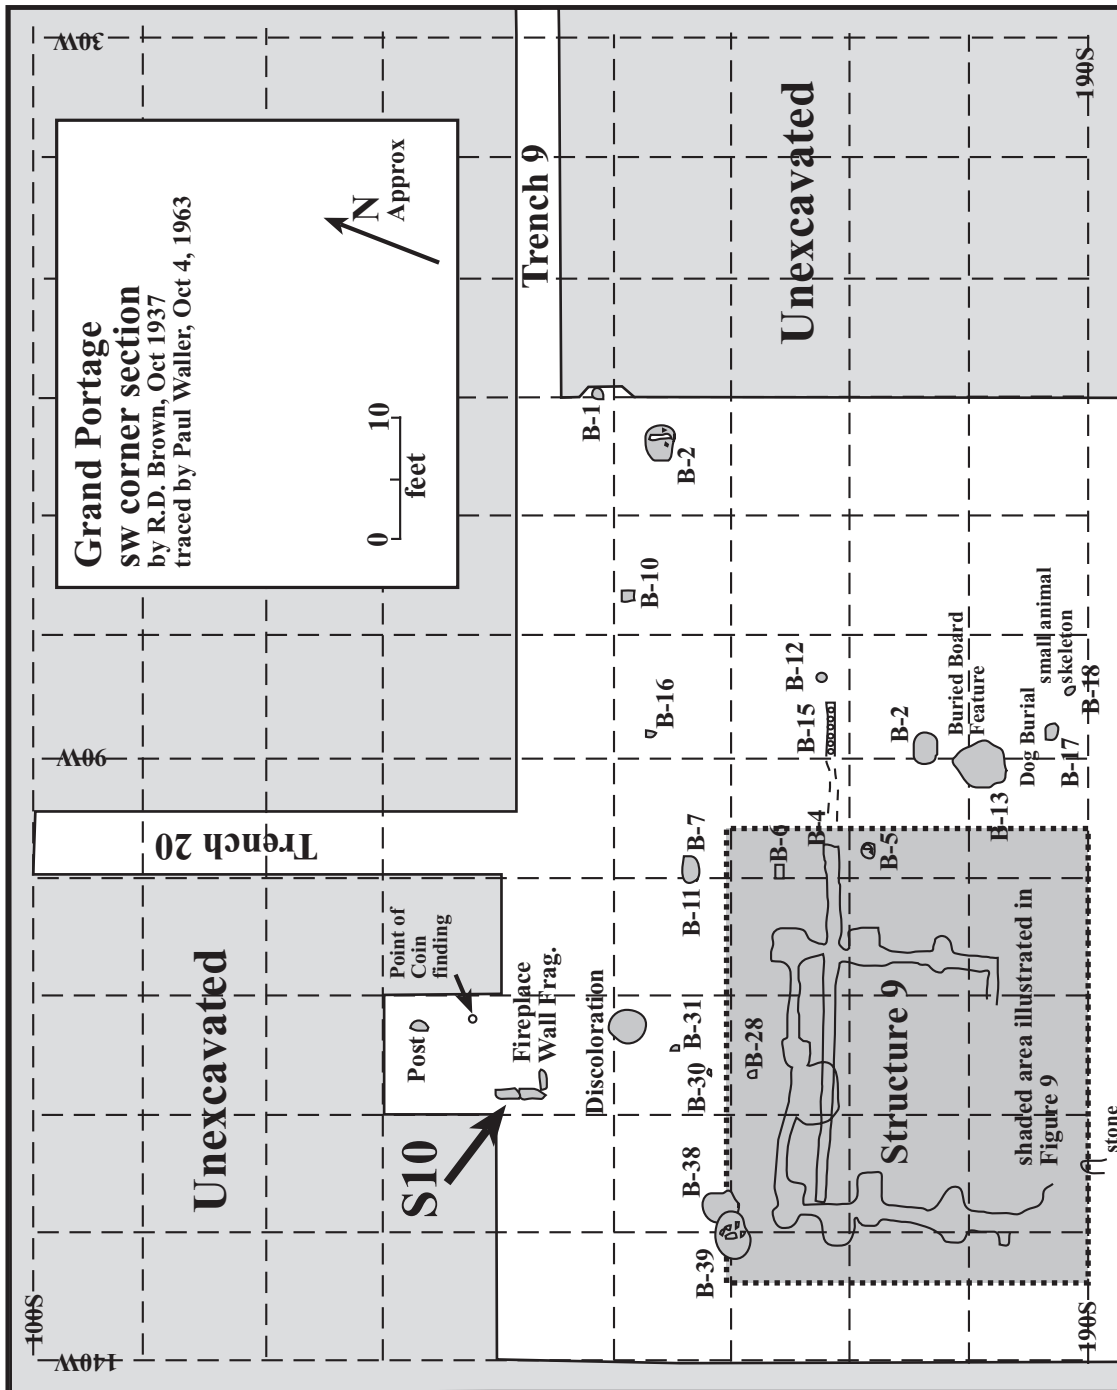 Grand Portage
sw corner section
by R.D. Brown, Oct 1937
traced by Paul Waller, Oct 4, 1963
0
10
feet
N
Approx
100S
140W
90W
30W
190S
190S
Unexcavated
Trench 20
Trench 9
Unexcavated
Post
Point of
Coin
finding
S10
Fireplace
Wall Frag.
Discoloration
B-1
B-2
B-10
B-16
B-12
B-15
B-7
B-11
B-31
B-30
B-38
B-39
B-28
B-6
B-4
B-5
B-2
Buried Board
Feature
B-13
Dog Burial
B-17
small animal
skeleton
B-18
Structure 9
shaded area illustrated in
Figure 9
stone